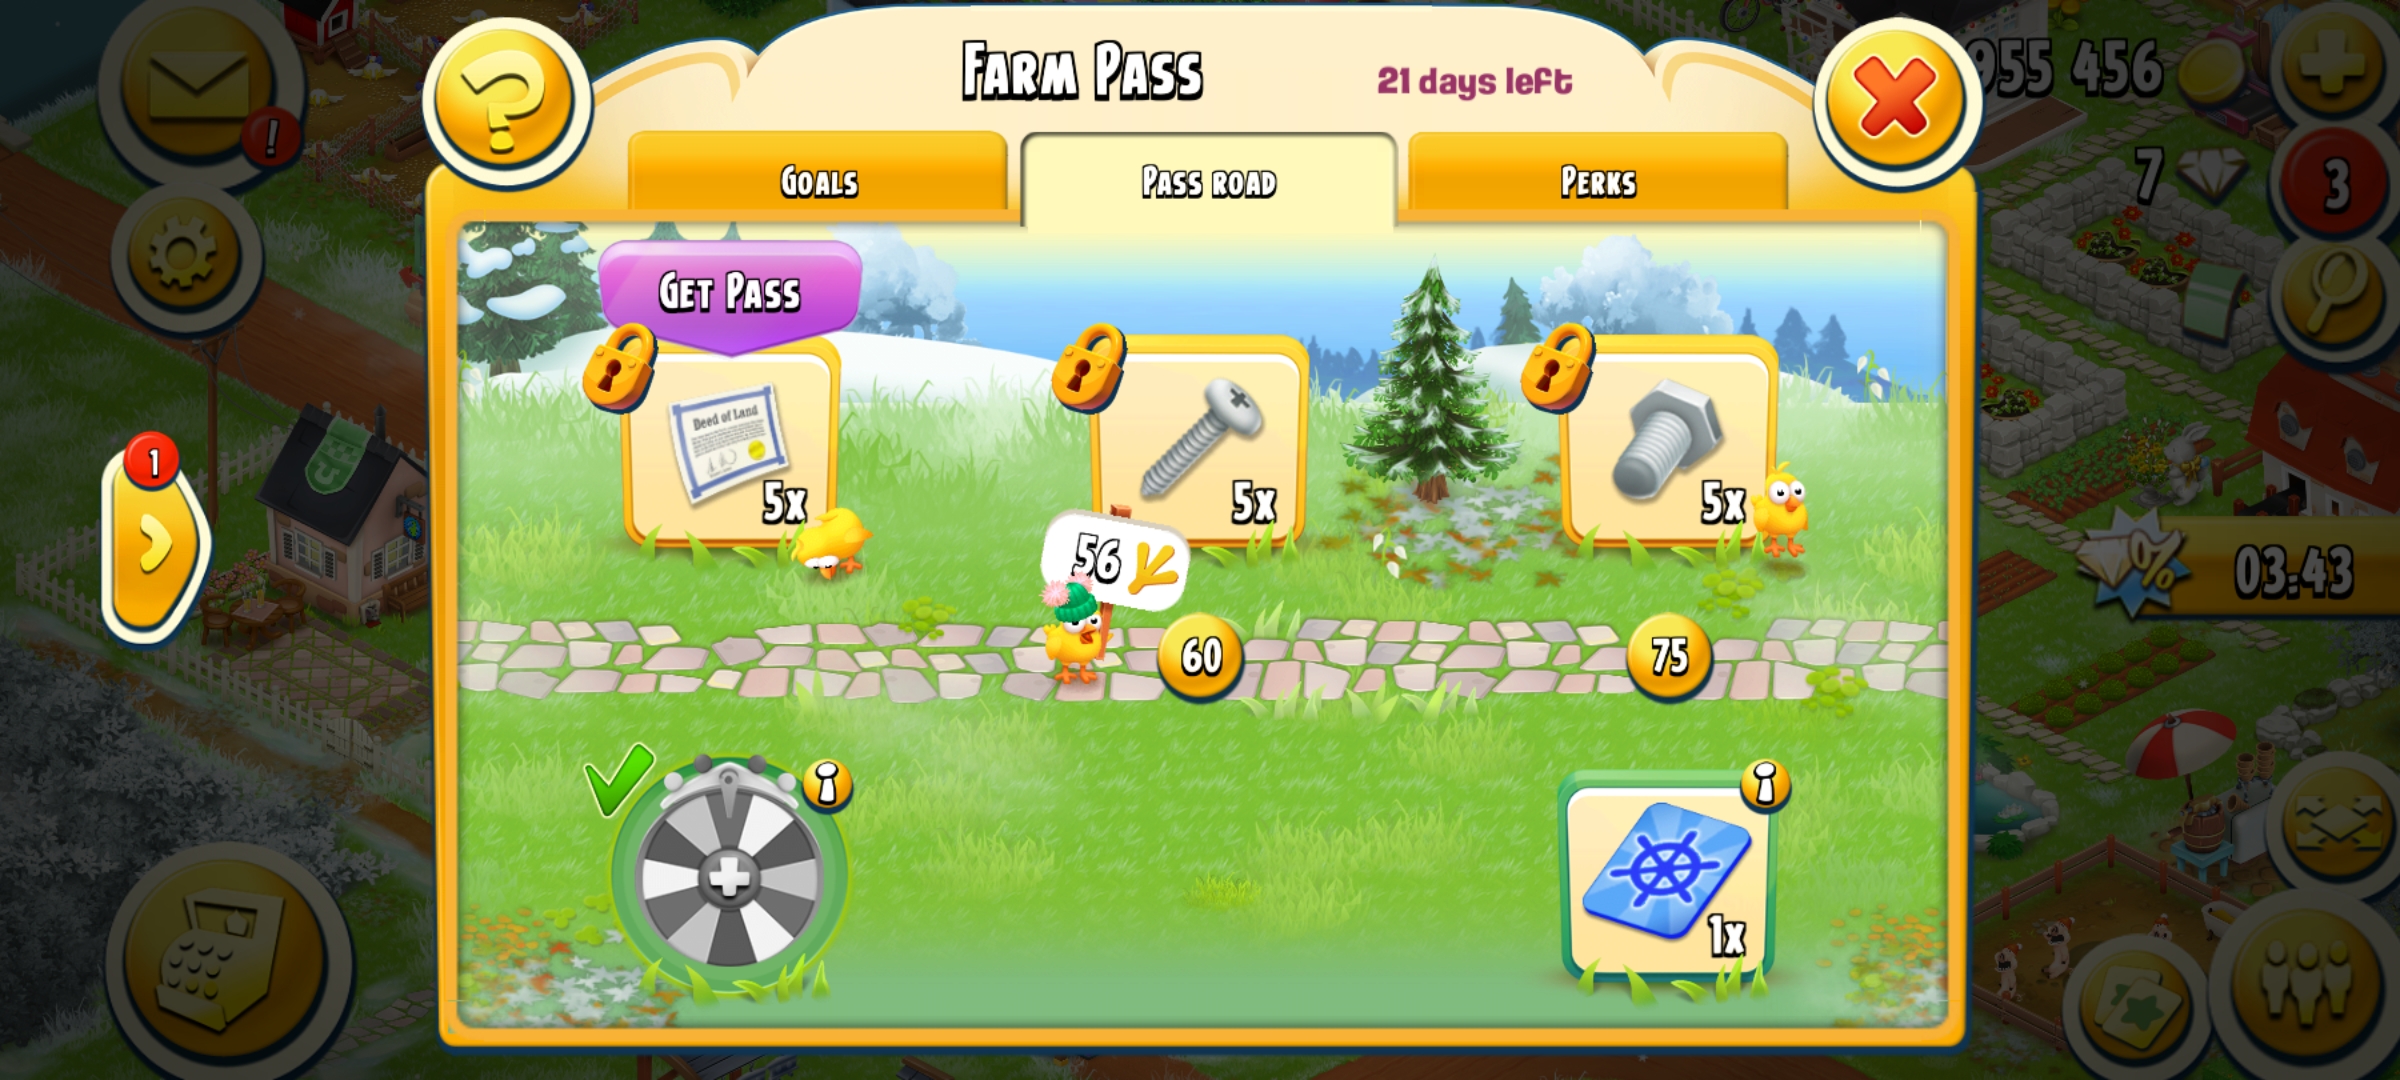 FARM PASS
21 days left
955 456
GOALS
PASS ROAD
PERKS
7
3
GET PASS
Deed of Land
5x
5x
5x
1
56
03:43
%
60
75
1x